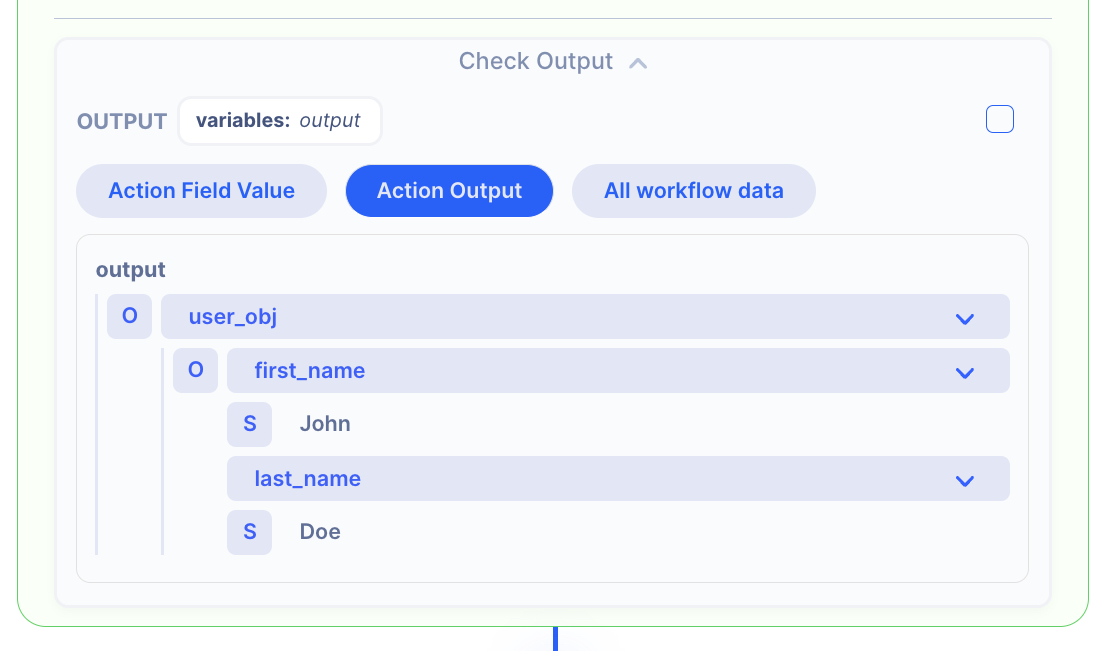 Check Output
OUTPUT variables: output
Action Field Value Action Output All workflow data
output
O user_obj
O first_name
S John
last_name
S Doe